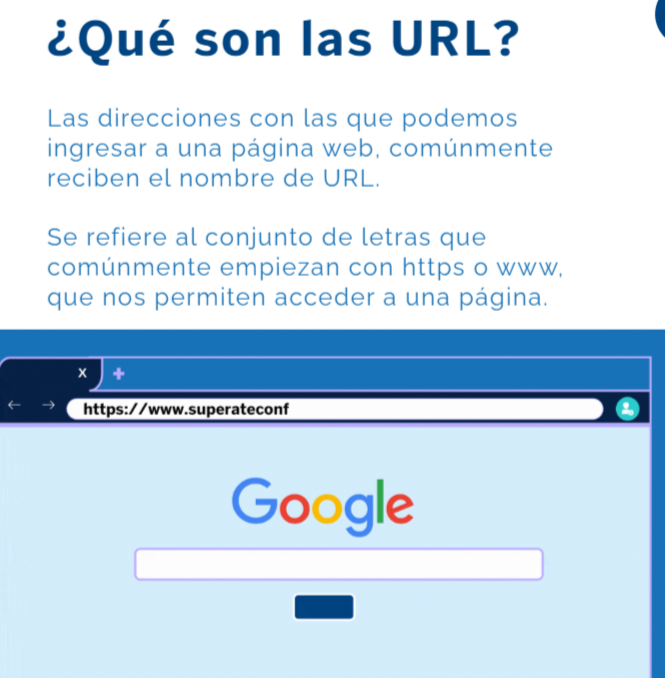 ¿Qué son las URL?
Las direcciones con las que podemos
ingresar a una página web, comúnmente
reciben el nombre de URL.
Se refiere al conjunto de letras que
comúnmente empiezan con https o www,
que nos permiten acceder a una página.
x +
https://www.superateconf
Google